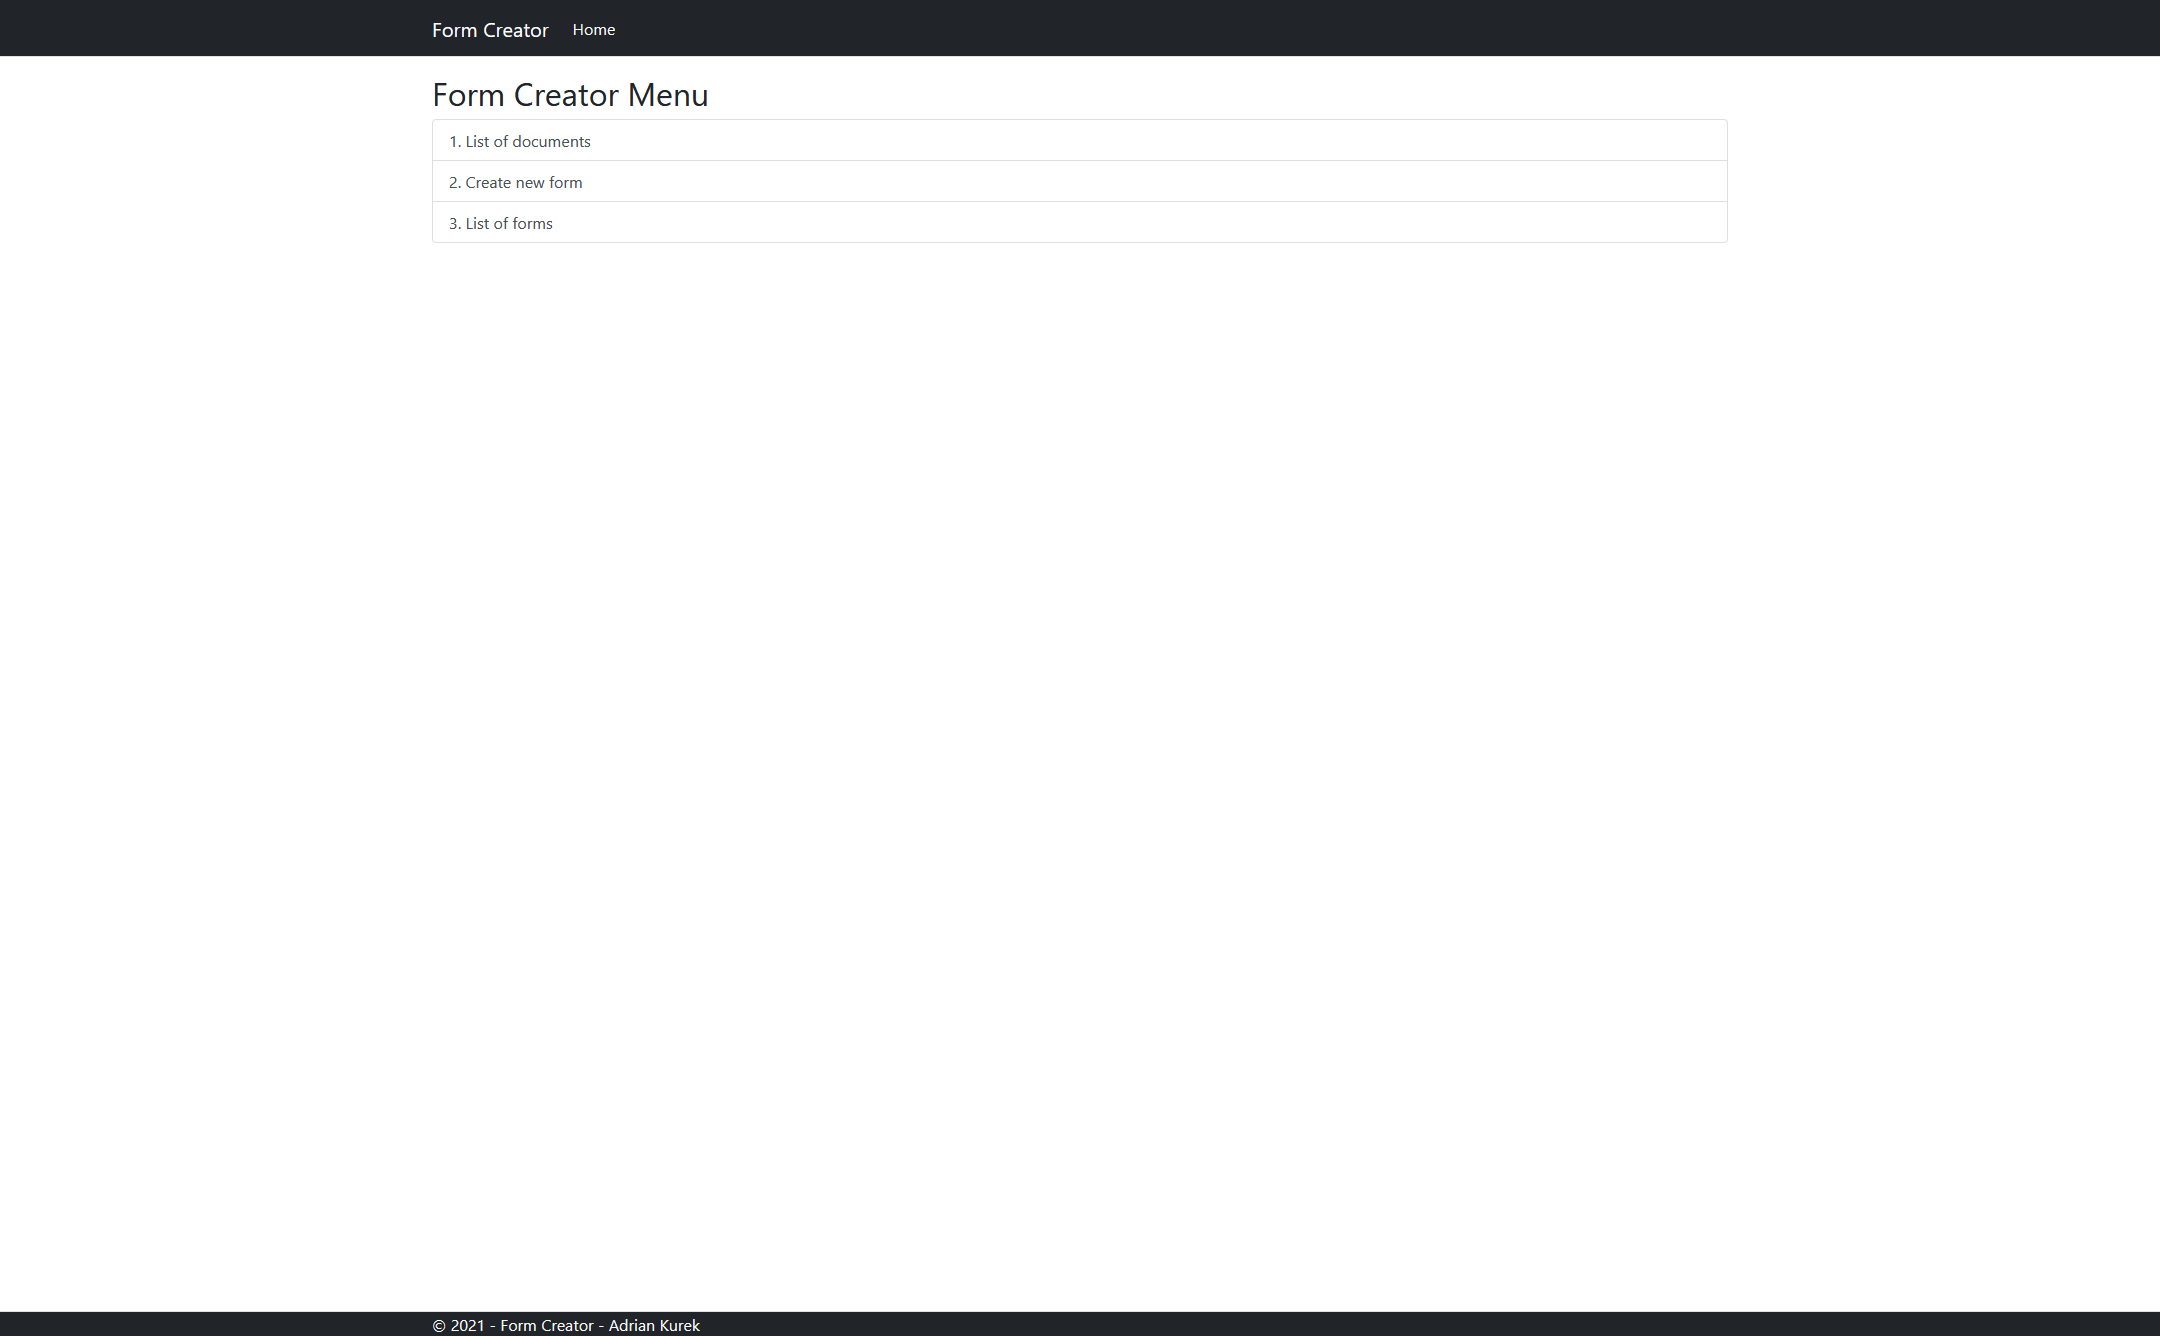 Form Creator Home
Form Creator Menu
1. List of documents
2. Create new form
3. List of forms
© 2021 - Form Creator - Adrian Kurek